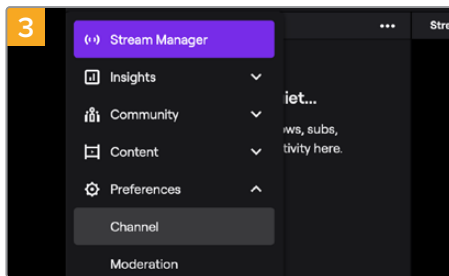 3
Stream Manager
Stre
Insights
iet...
Community
ows, subs,
Content
tivity here.
Preferences
Channel
Moderation